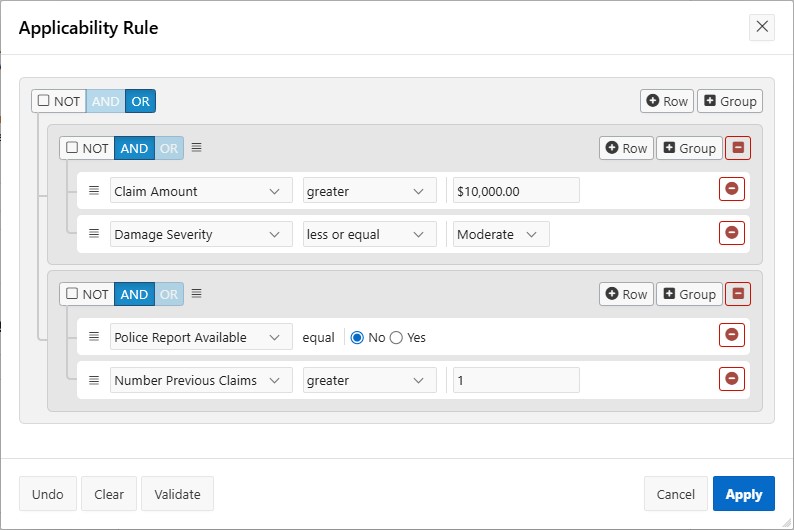 Applicability Rule
NOT AND OR Row Group
NOT AND OR Row Group
Claim Amount greater $10,000.00
Damage Severity less or equal Moderate
NOT AND OR Row Group
Police Report Available equal No Yes
Number Previous Claims greater 1
Undo Clear Validate Cancel Apply